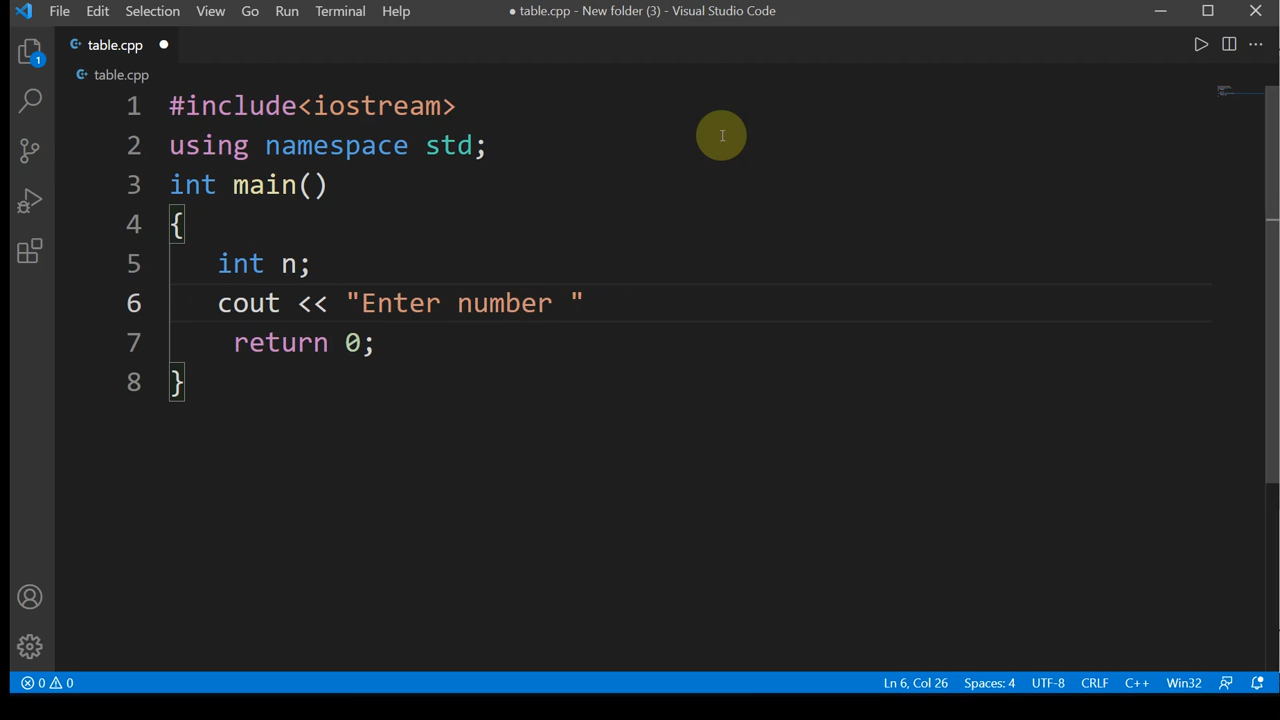 File Edit Selection View Go Run Terminal Help ● table.cpp - New folder (3) - Visual Studio Code
1
table.cpp ●
table.cpp
1 #include<iostream>
2 using namespace std;
3 int main()
4 {
5 int n;
6 cout << "Enter number "
7 return 0;
8 }
0 0 Ln 6, Col 26 Spaces: 4 UTF-8 CRLF C++ Win32